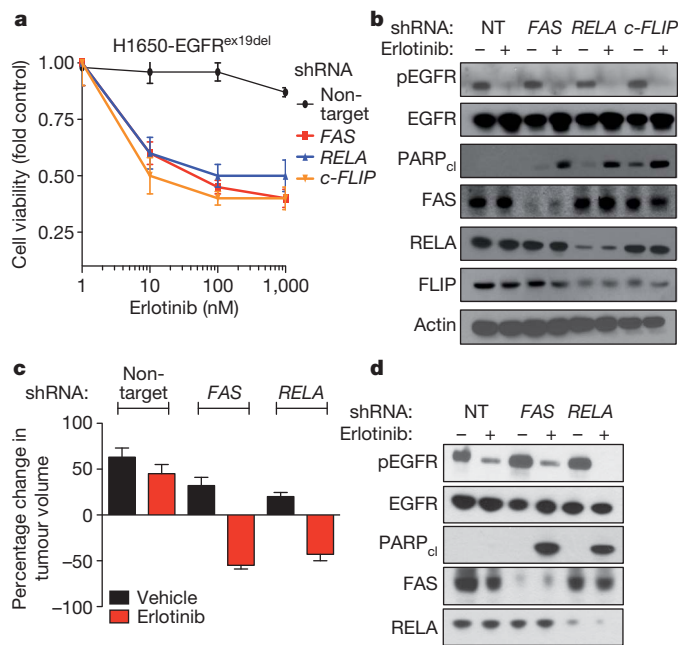 a
H1650-EGFR^ex19del
shRNA
Non-target
FAS
RELA
c-FLIP
Cell viability (fold control)
1.00
0.75
0.50
0.25
1 10 100 1,000
Erlotinib (nM)
b
shRNA: NT FAS RELA c-FLIP
Erlotinib: – + – + – + – +
pEGFR
EGFR
PARPcl
FAS
RELA
FLIP
Actin
c
shRNA: Non-target FAS RELA
Percentage change in tumour volume
100
50
0
−50
−100
Vehicle
Erlotinib
d
shRNA: NT FAS RELA
Erlotinib: – + – + – +
pEGFR
EGFR
PARPcl
FAS
RELA